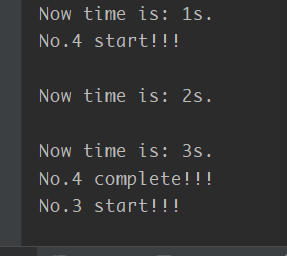 Now time is: 1s.
No.4 start!!!
Now time is: 2s.
Now time is: 3s.
No.4 complete!!!
No.3 start!!!